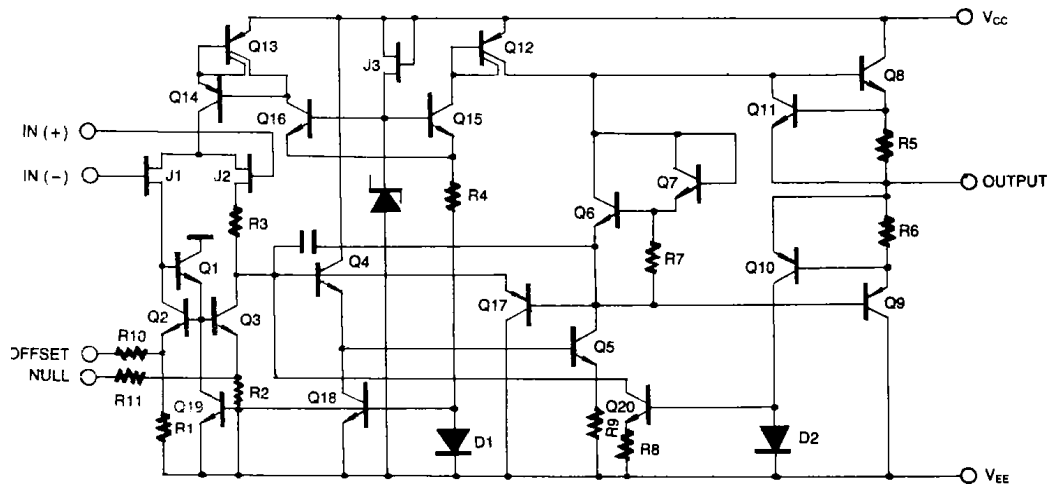 V_CC
Q13
Q12
J3
Q8
Q14
Q11
IN (+)
Q16
Q15
R5
J1
J2
IN (−)
Q7
OUTPUT
R4
Q6
R3
R6
Q4
R7
Q1
Q10
Q17
Q9
Q2
Q3
R10
OFFSET
Q5
NULL
R11
R2
Q19
Q18
Q20
R1
R9
D1
R8
D2
V_EE